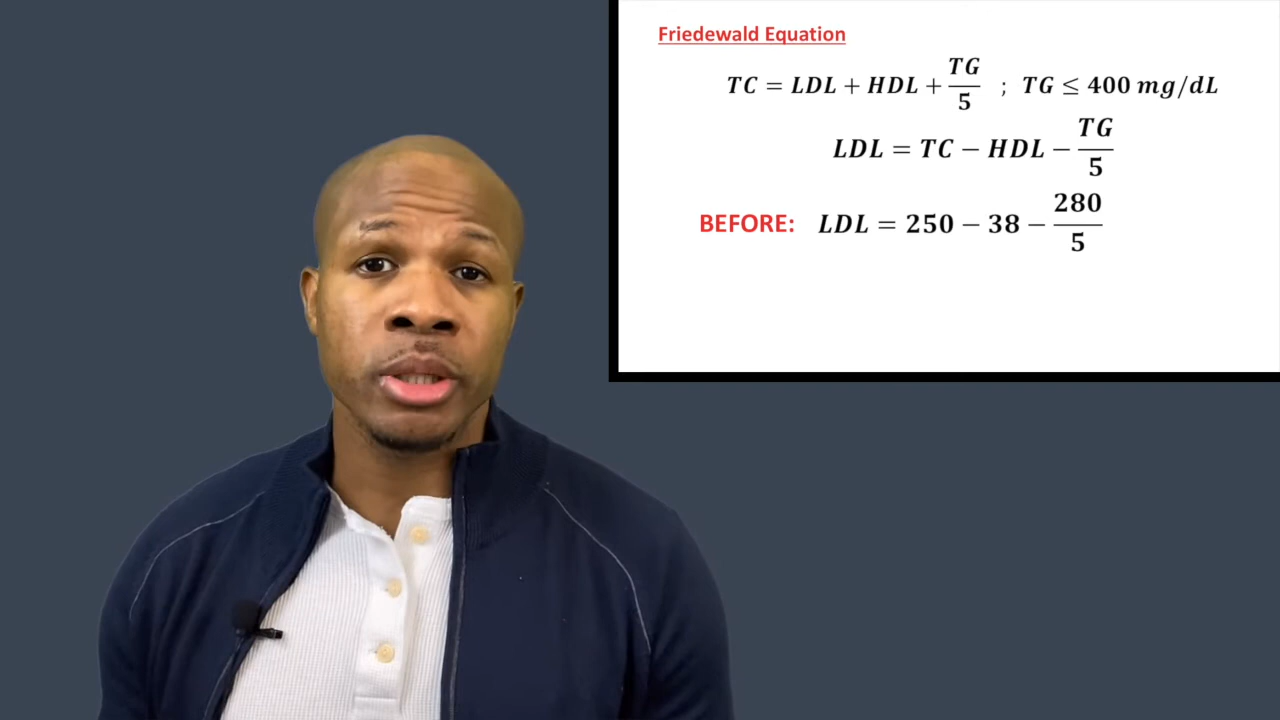 Friedewald Equation
TC = LDL + HDL + TG/5 ; TG ≤ 400 mg/dL
LDL = TC − HDL − TG/5
BEFORE: LDL = 250 − 38 − 280/5